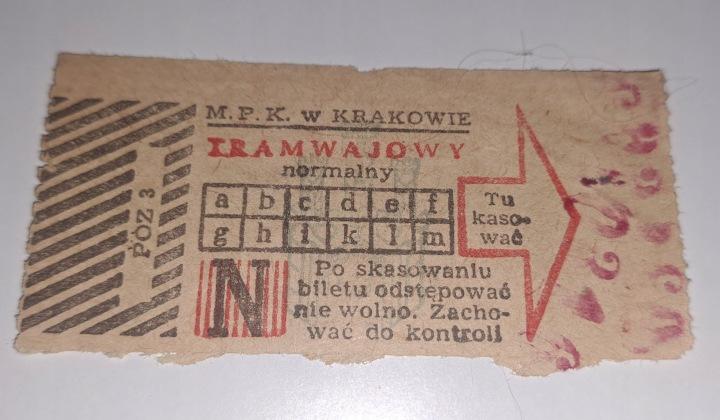 M.P.K. w KRAKOWIE
TRAMWAJOWY
normalny
a b c d e f
g h i k l m
PÓZ 3
Tu
kaso-
wać
N
Po skasowaniu
biletu odstępować
nie wolno. Zacho-
wać do kontroli